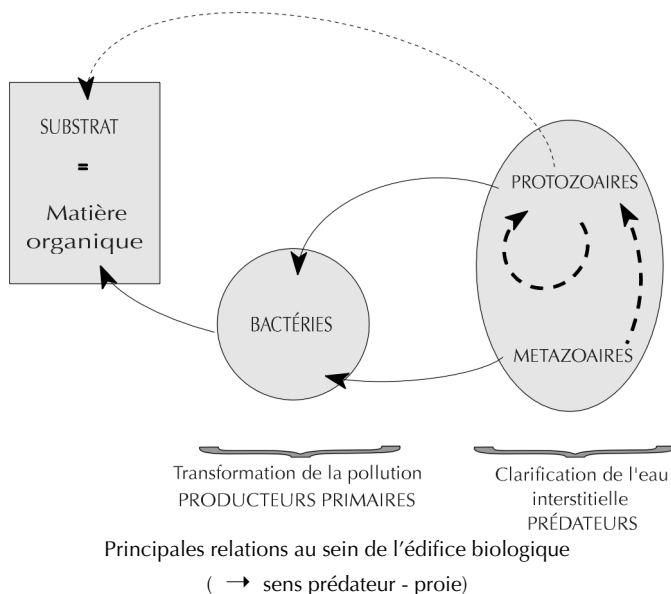 SUBSTRAT
=
Matière
organique
PROTOZOAIRES
BACTÉRIES
METAZOAIRES
Transformation de la pollution
PRODUCTEURS PRIMAIRES
Clarification de l'eau
interstitielle
PRÉDATEURS
Principales relations au sein de l'édifice biologique
( → sens prédateur - proie)